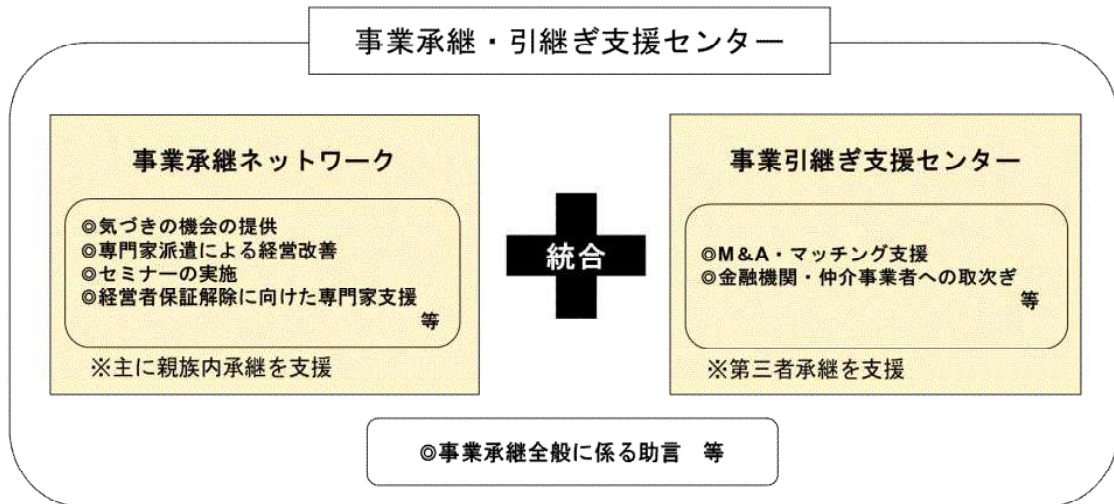 事業承継・引継ぎ支援センター
事業承継ネットワーク
◎気づきの機会の提供
◎専門家派遣による経営改善
◎セミナーの実施
◎経営者保証解除に向けた専門家支援
等
※主に親族内承継を支援
統合
事業引継ぎ支援センター
◎M&A・マッチング支援
◎金融機関・仲介事業者への取次ぎ
等
※第三者承継を支援
◎事業承継全般に係る助言　等